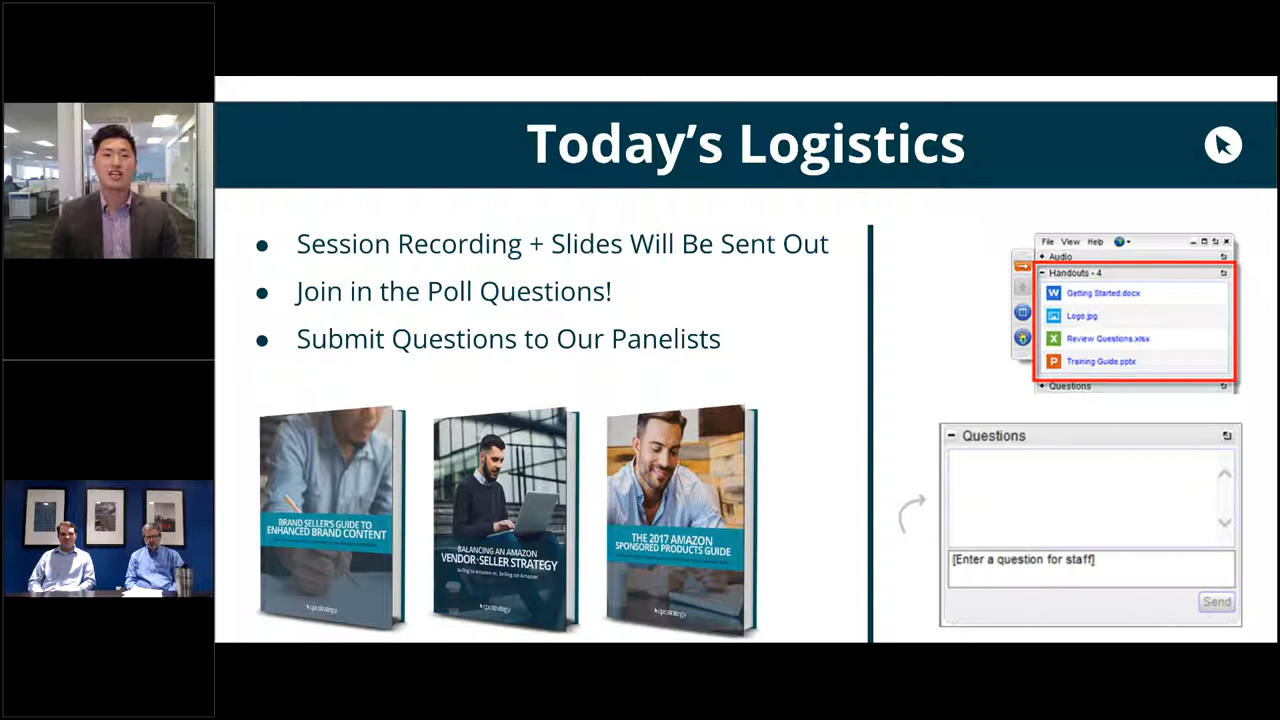 Today's Logistics
● Session Recording + Slides Will Be Sent Out
● Join in the Poll Questions!
● Submit Questions to Our Panelists
BRAND SELLER'S GUIDE TO
ENHANCED BRAND CONTENT
cpcstrategy
BALANCING AN AMAZON
VENDOR+SELLER STRATEGY
Selling to Amazon vs. Selling on Amazon
cpcstrategy
THE 2017 AMAZON
SPONSORED PRODUCTS GUIDE
cpcstrategy
File View Help
Audio
Handouts - 4
Getting Started.docx
Logo.jpg
Review Questions.xlsx
Training Guide.pptx
Questions
Questions
[Enter a question for staff]
Send